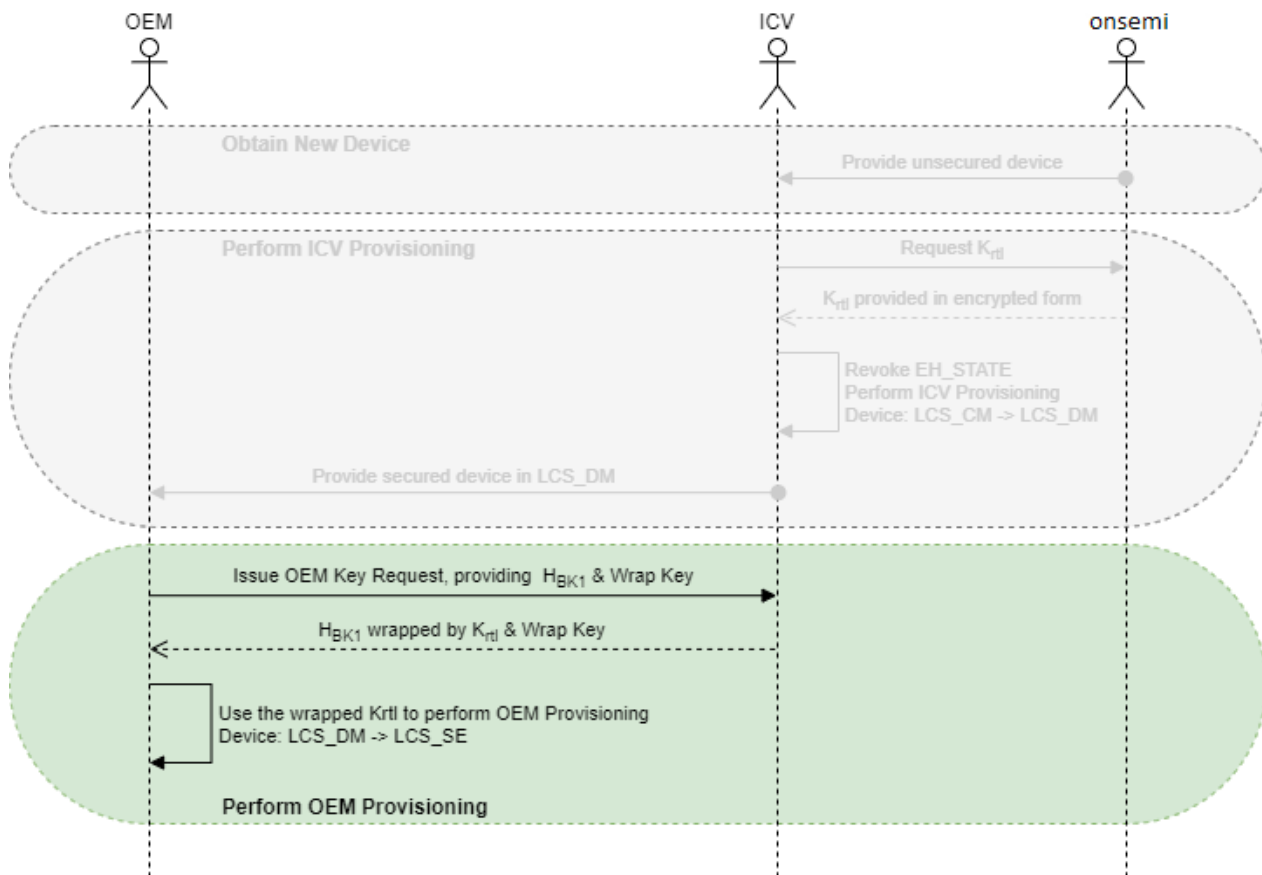 OEM
ICV
onsemi
Obtain New Device
Provide unsecured device
Perform ICV Provisioning
Request Krtl
Krtl provided in encrypted form
Revoke EH_STATE
Perform ICV Provisioning
Device: LCS_CM -> LCS_DM
Provide secured device in LCS_DM
Issue OEM Key Request, providing HBK1 & Wrap Key
HBK1 wrapped by Krtl & Wrap Key
Use the wrapped Krtl to perform OEM Provisioning
Device: LCS_DM -> LCS_SE
Perform OEM Provisioning